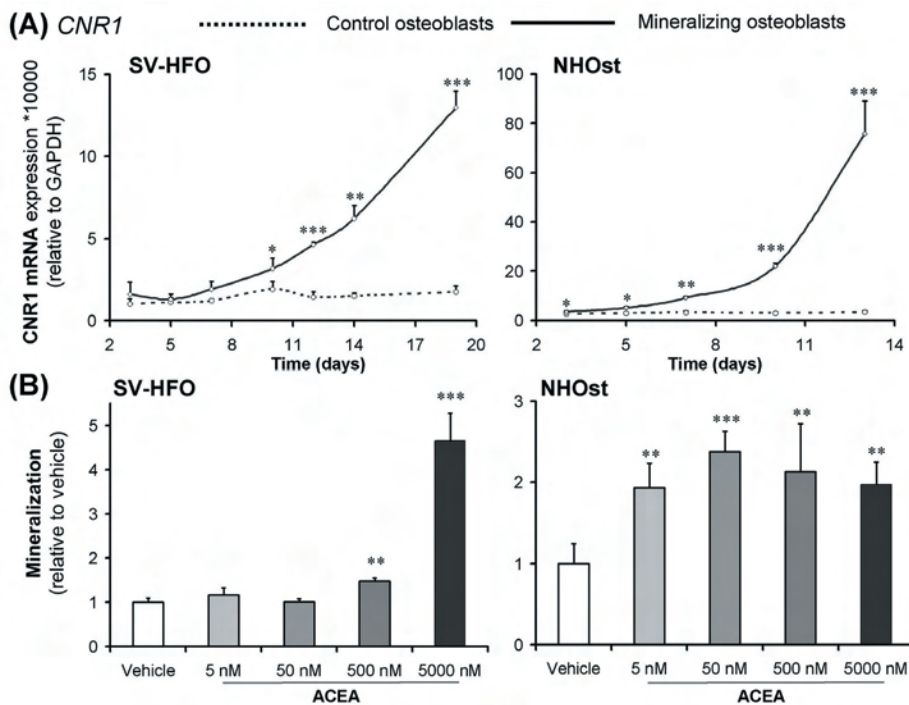 (A) CNR1 Control osteoblasts Mineralizing osteoblasts
SV-HFO
CNR1 mRNA expression *10000
(relative to GAPDH)
15
10
5
0
***
**
***
*
2 5 8 11 14 17 20
Time (days)
NHOst
100
80
60
40
20
0
***
***
**
*
*
2 5 8 11 14
Time (days)
(B) SV-HFO
Mineralization
(relative to vehicle)
5
4
3
2
1
0
***
**
Vehicle 5 nM 50 nM 500 nM 5000 nM
ACEA
NHOst
3
2
1
0
** *** ** **
Vehicle 5 nM 50 nM 500 nM 5000 nM
ACEA